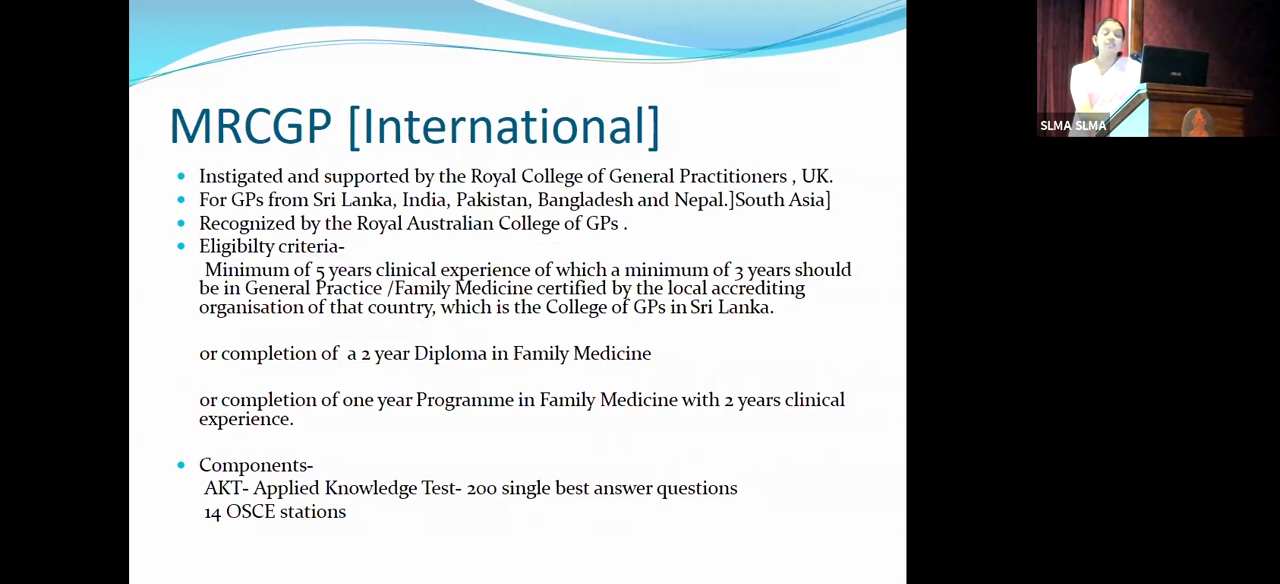 MRCGP [International]
Instigated and supported by the Royal College of General Practitioners , UK.
For GPs from Sri Lanka, India, Pakistan, Bangladesh and Nepal.]South Asia]
Recognized by the Royal Australian College of GPs .
Eligibilty criteria-
Minimum of 5 years clinical experience of which a minimum of 3 years should
be in General Practice /Family Medicine certified by the local accrediting
organisation of that country, which is the College of GPs in Sri Lanka.
or completion of a 2 year Diploma in Family Medicine
or completion of one year Programme in Family Medicine with 2 years clinical
experience.
Components-
AKT- Applied Knowledge Test- 200 single best answer questions
14 OSCE stations
SLMA SLMA